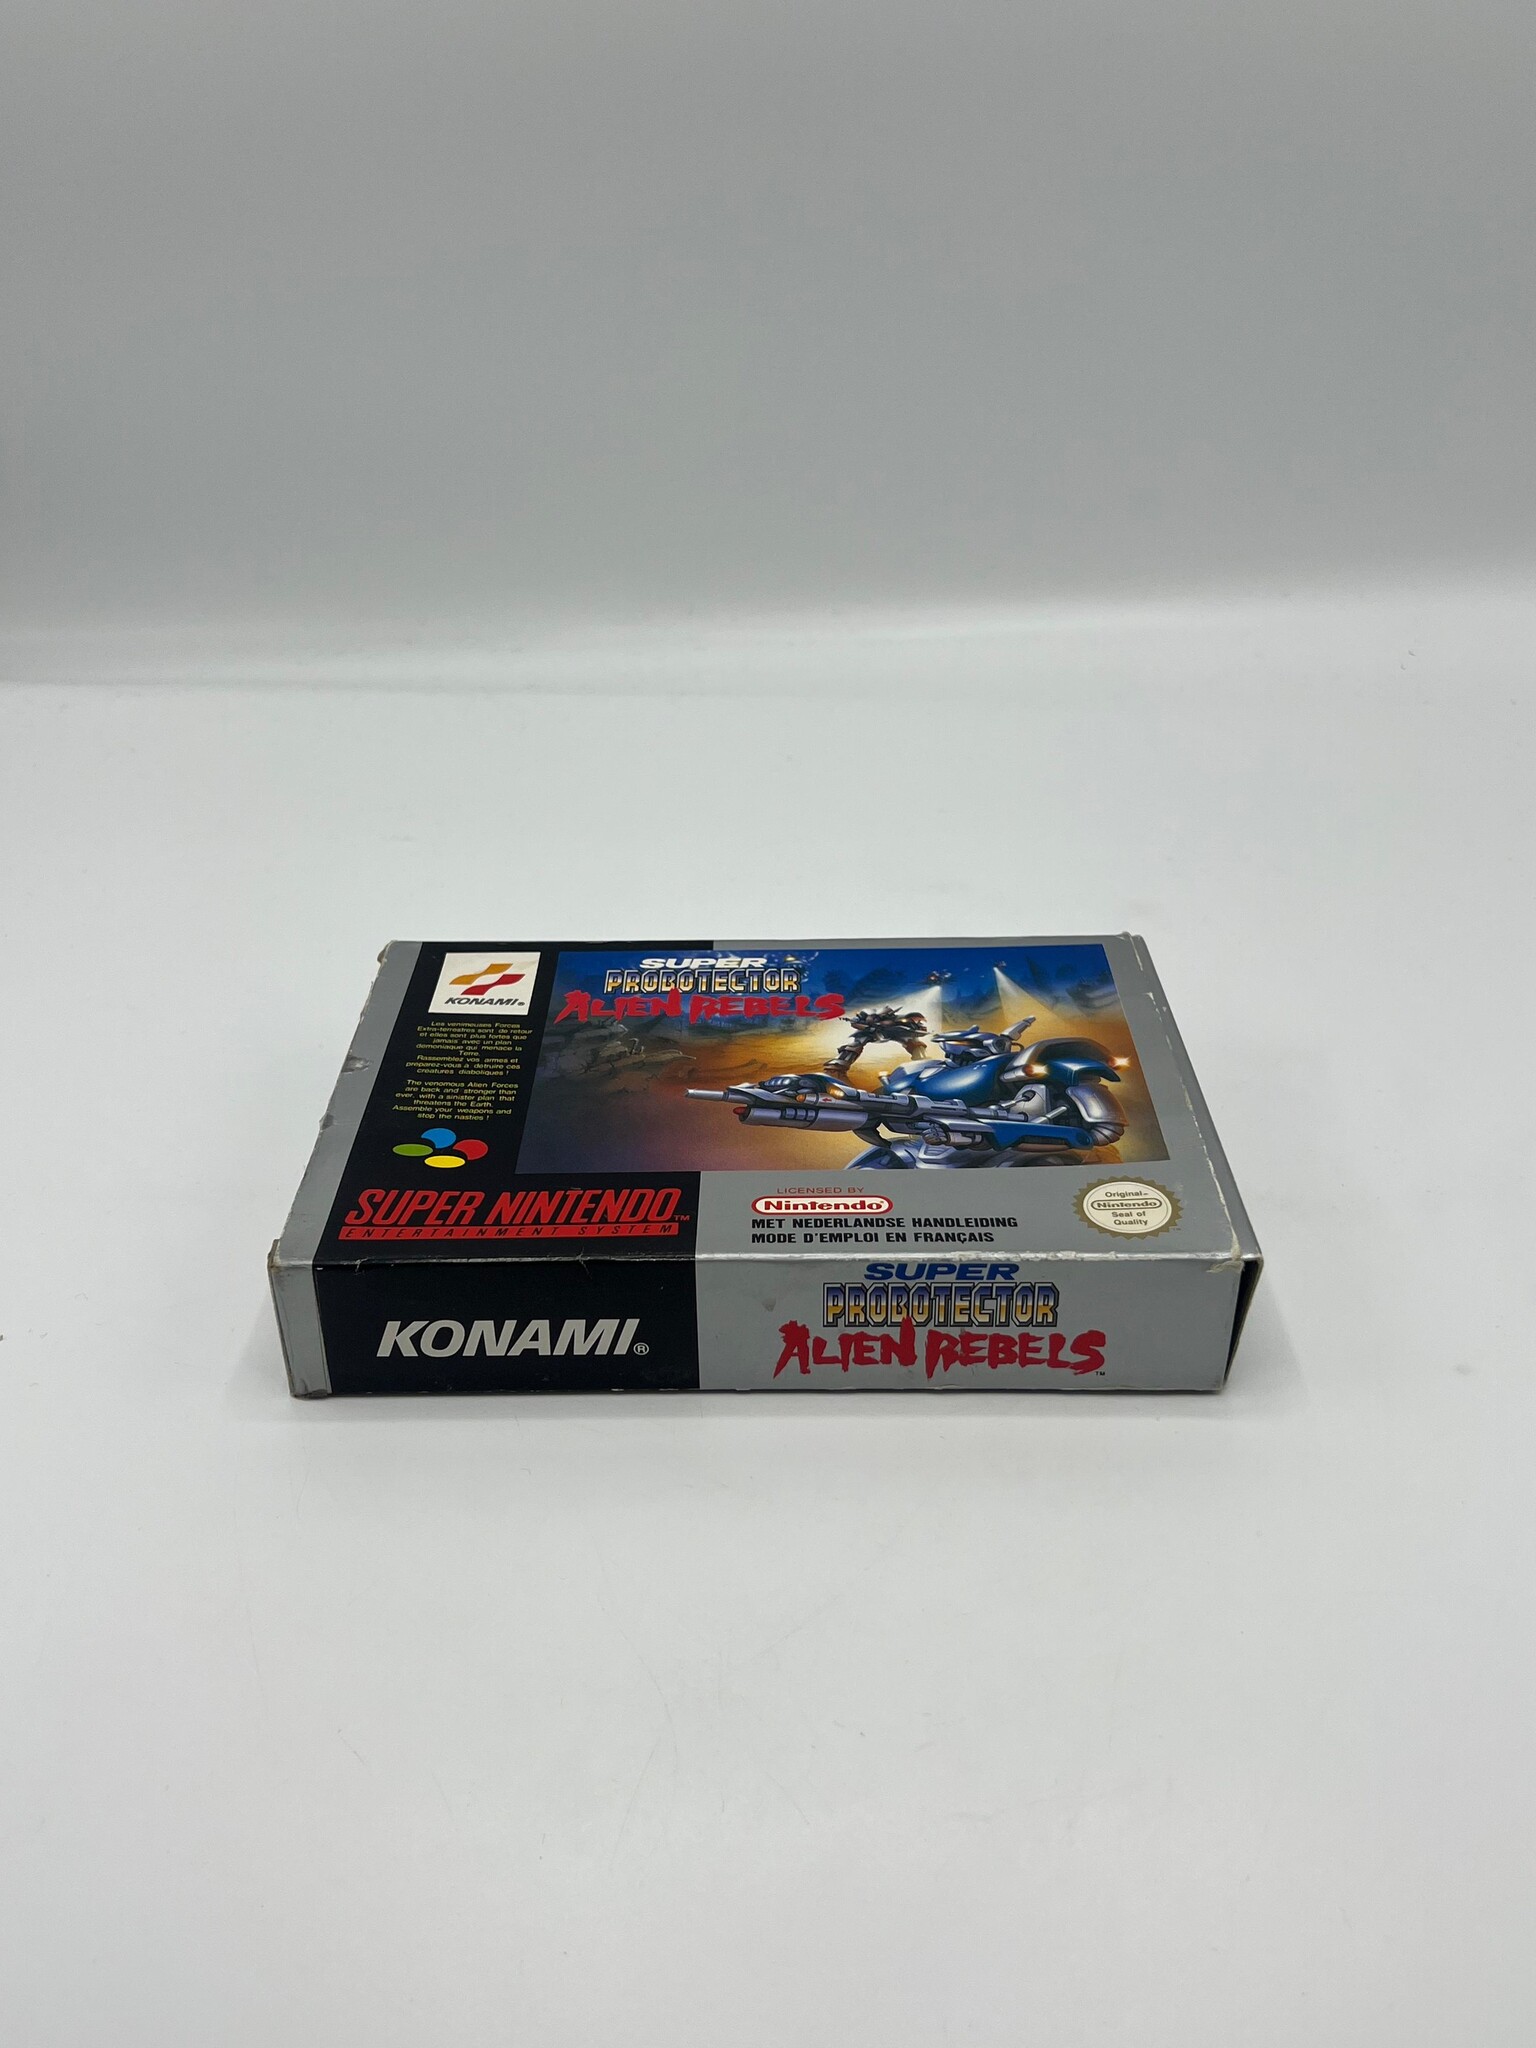 KONAMI®
SUPER
PROBOTECTOR
ALIEN REBELS
Les venimeuses Forces
Extra-terrestres sont de retour
et elles sont plus fortes que
jamais avec un plan
démoniaque qui menace la
Terre.
Rassemblez vos armes et
préparez-vous à détruire ces
créatures diaboliques !
The venomous Alien Forces
are back and stronger than
ever, with a sinister plan that
threatens the Earth.
Assemble your weapons and
stop the nasties !
SUPER NINTENDO™
ENTERTAINMENT SYSTEM
LICENSED BY
Nintendo®
MET NEDERLANDSE HANDLEIDING
MODE D'EMPLOI EN FRANÇAIS
Original™
Nintendo
Seal of
Quality
KONAMI®
SUPER
PROBOTECTOR
ALIEN REBELS™